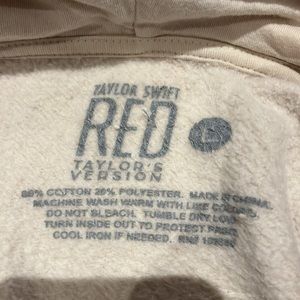 TAYLOR SWIFT
RED
TAYLOR'S
VERSION
COTTON 20% POLYESTER. MADE IN CHINA.
MACHINE WASH WARM WITH LIKE COLORS.
DO NOT BLEACH. TUMBLE DRY LOW.
TURN INSIDE OUT TO PROTECT PRINT.
COOL IRON IF NEEDED. RN#